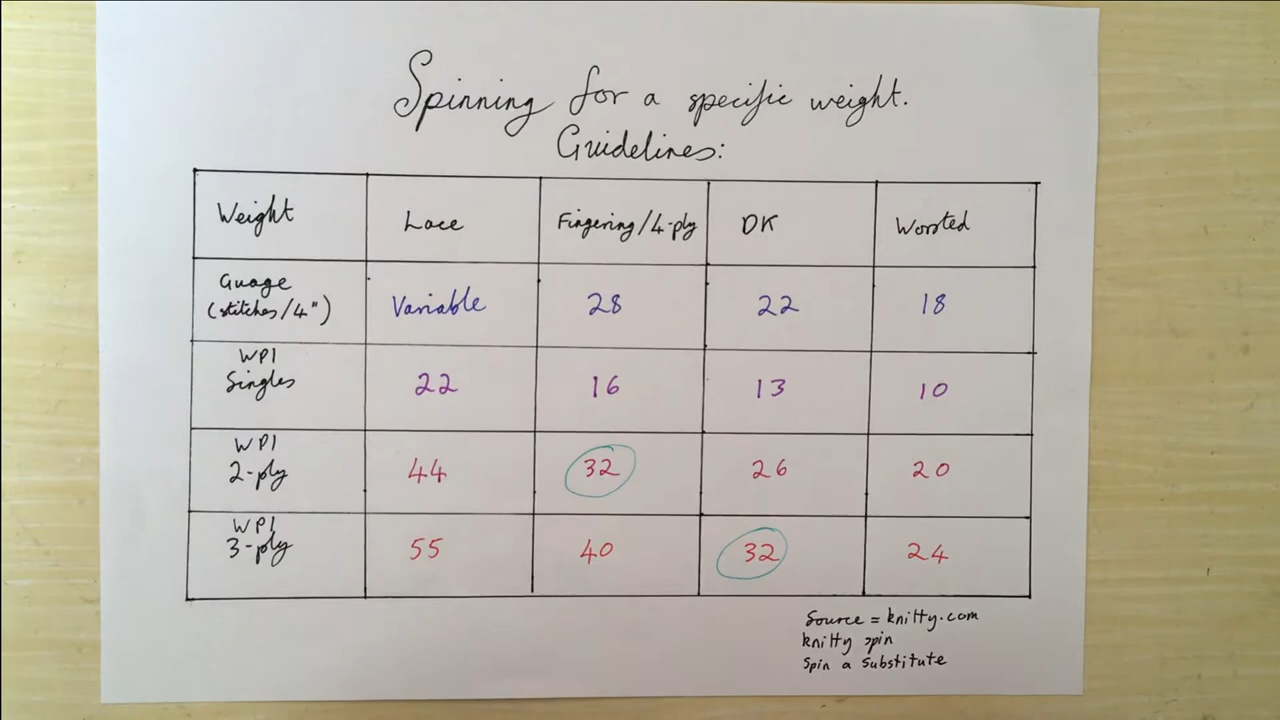 Spinning for a specific weight.
Guidelines:
Weight Lace Fingering/4-ply DK Worsted
Guage
(stitches/4") Variable 28 22 18
WPI
Singles 22 16 13 10
WPI
2-ply 44 32 26 20
WPI
3-ply 55 40 32 24
Source = knitty.com
knitty spin
Spin a substitute